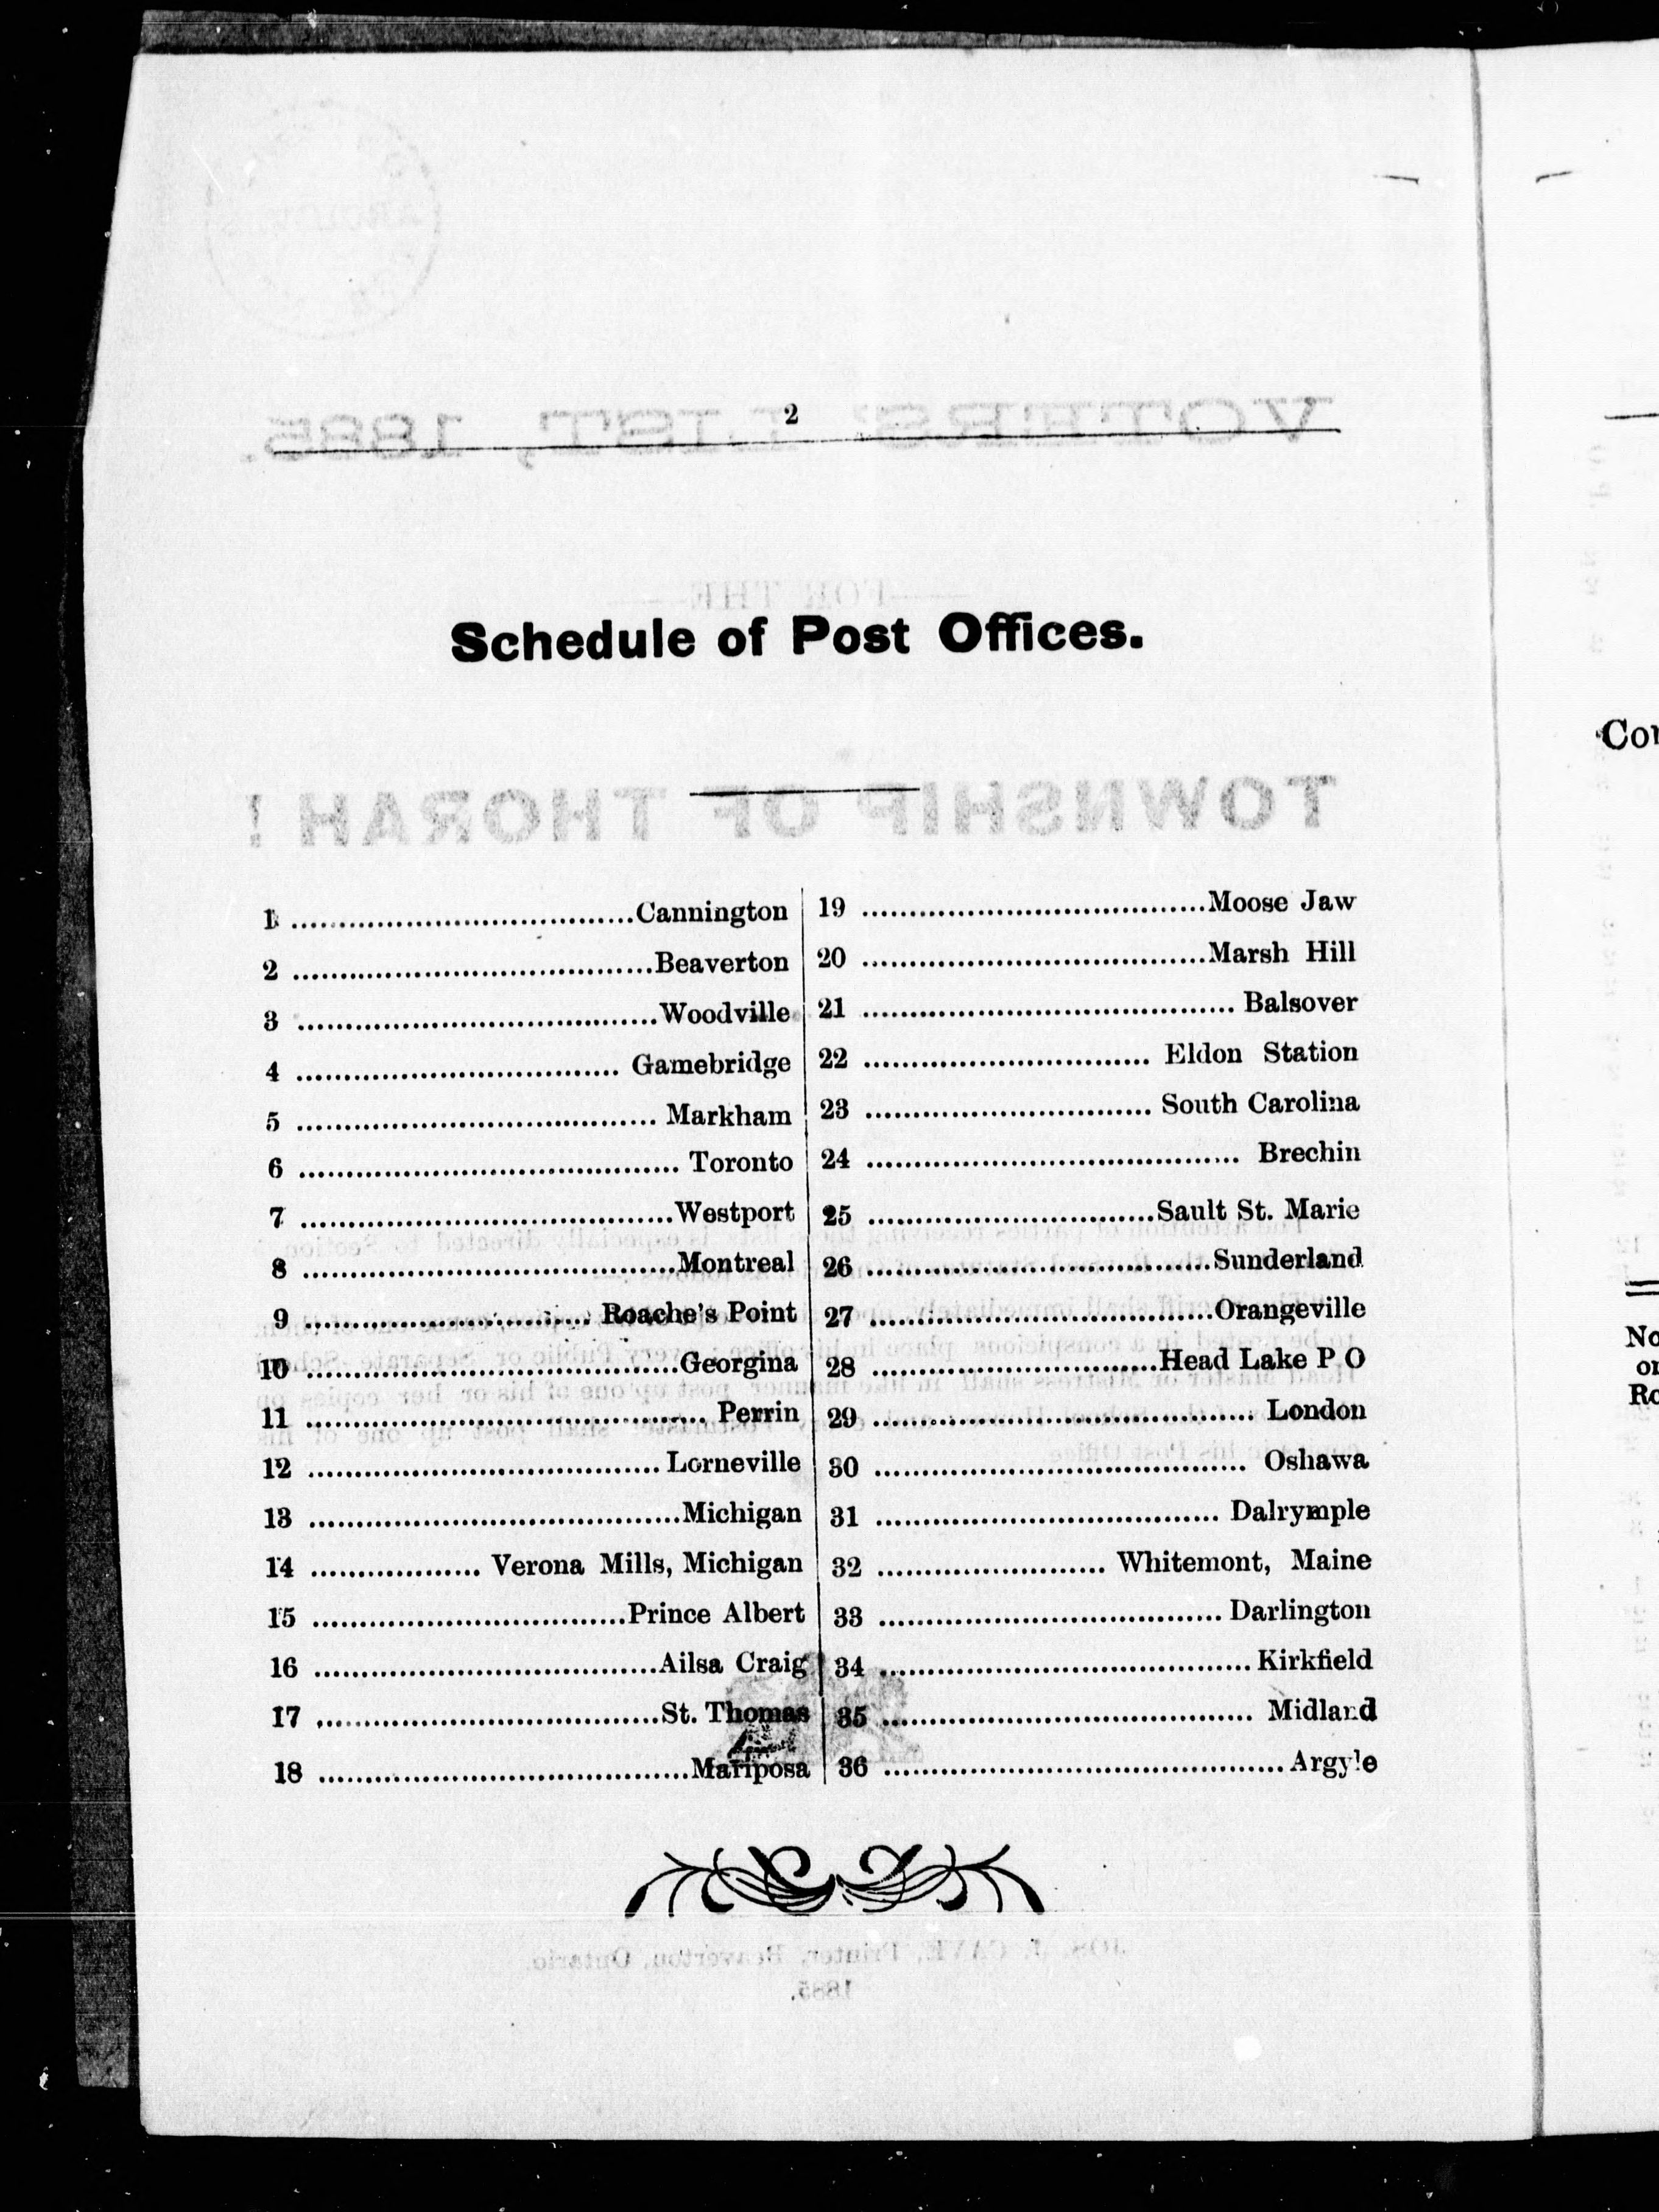 2
Schedule of Post Offices.
1 ....................................Cannington
2 ......................................Beaverton
3 ......................................Woodville
4 .................................. Gamebridge
5 ...................................... Markham
6 ........................................ Toronto
7 .......................................Westport
8 .......................................Montreal
9 .............................. Roache's Point
10 .......................................Georgina
11 .......................................... Perrin
12 ..................................... Lorneville
13 .......................................Michigan
14 .................. Verona Mills, Michigan
15 .................................Prince Albert
16 ....................................Ailsa Craig
17 ....................................St. Thomas
18 .......................................Mariposa
19 ....................................Moose Jaw
20 ....................................Marsh Hill
21 ....................................... Balsover
22 .............................. Eldon Station
23 .............................. South Carolina
24 ....................................... Brechin
25 ..............................Sault St. Marie
26 ....................................Sunderland
27 ....................................Orangeville
28 ..............................Head Lake P O
29 ........................................ London
30 ....................................... Oshawa
31 .................................... Dalrymple
32 ........................ Whitemont, Maine
33 .................................... Darlington
34 .......................................Kirkfield
35 ....................................... Midland
36 ..........................................Argyle